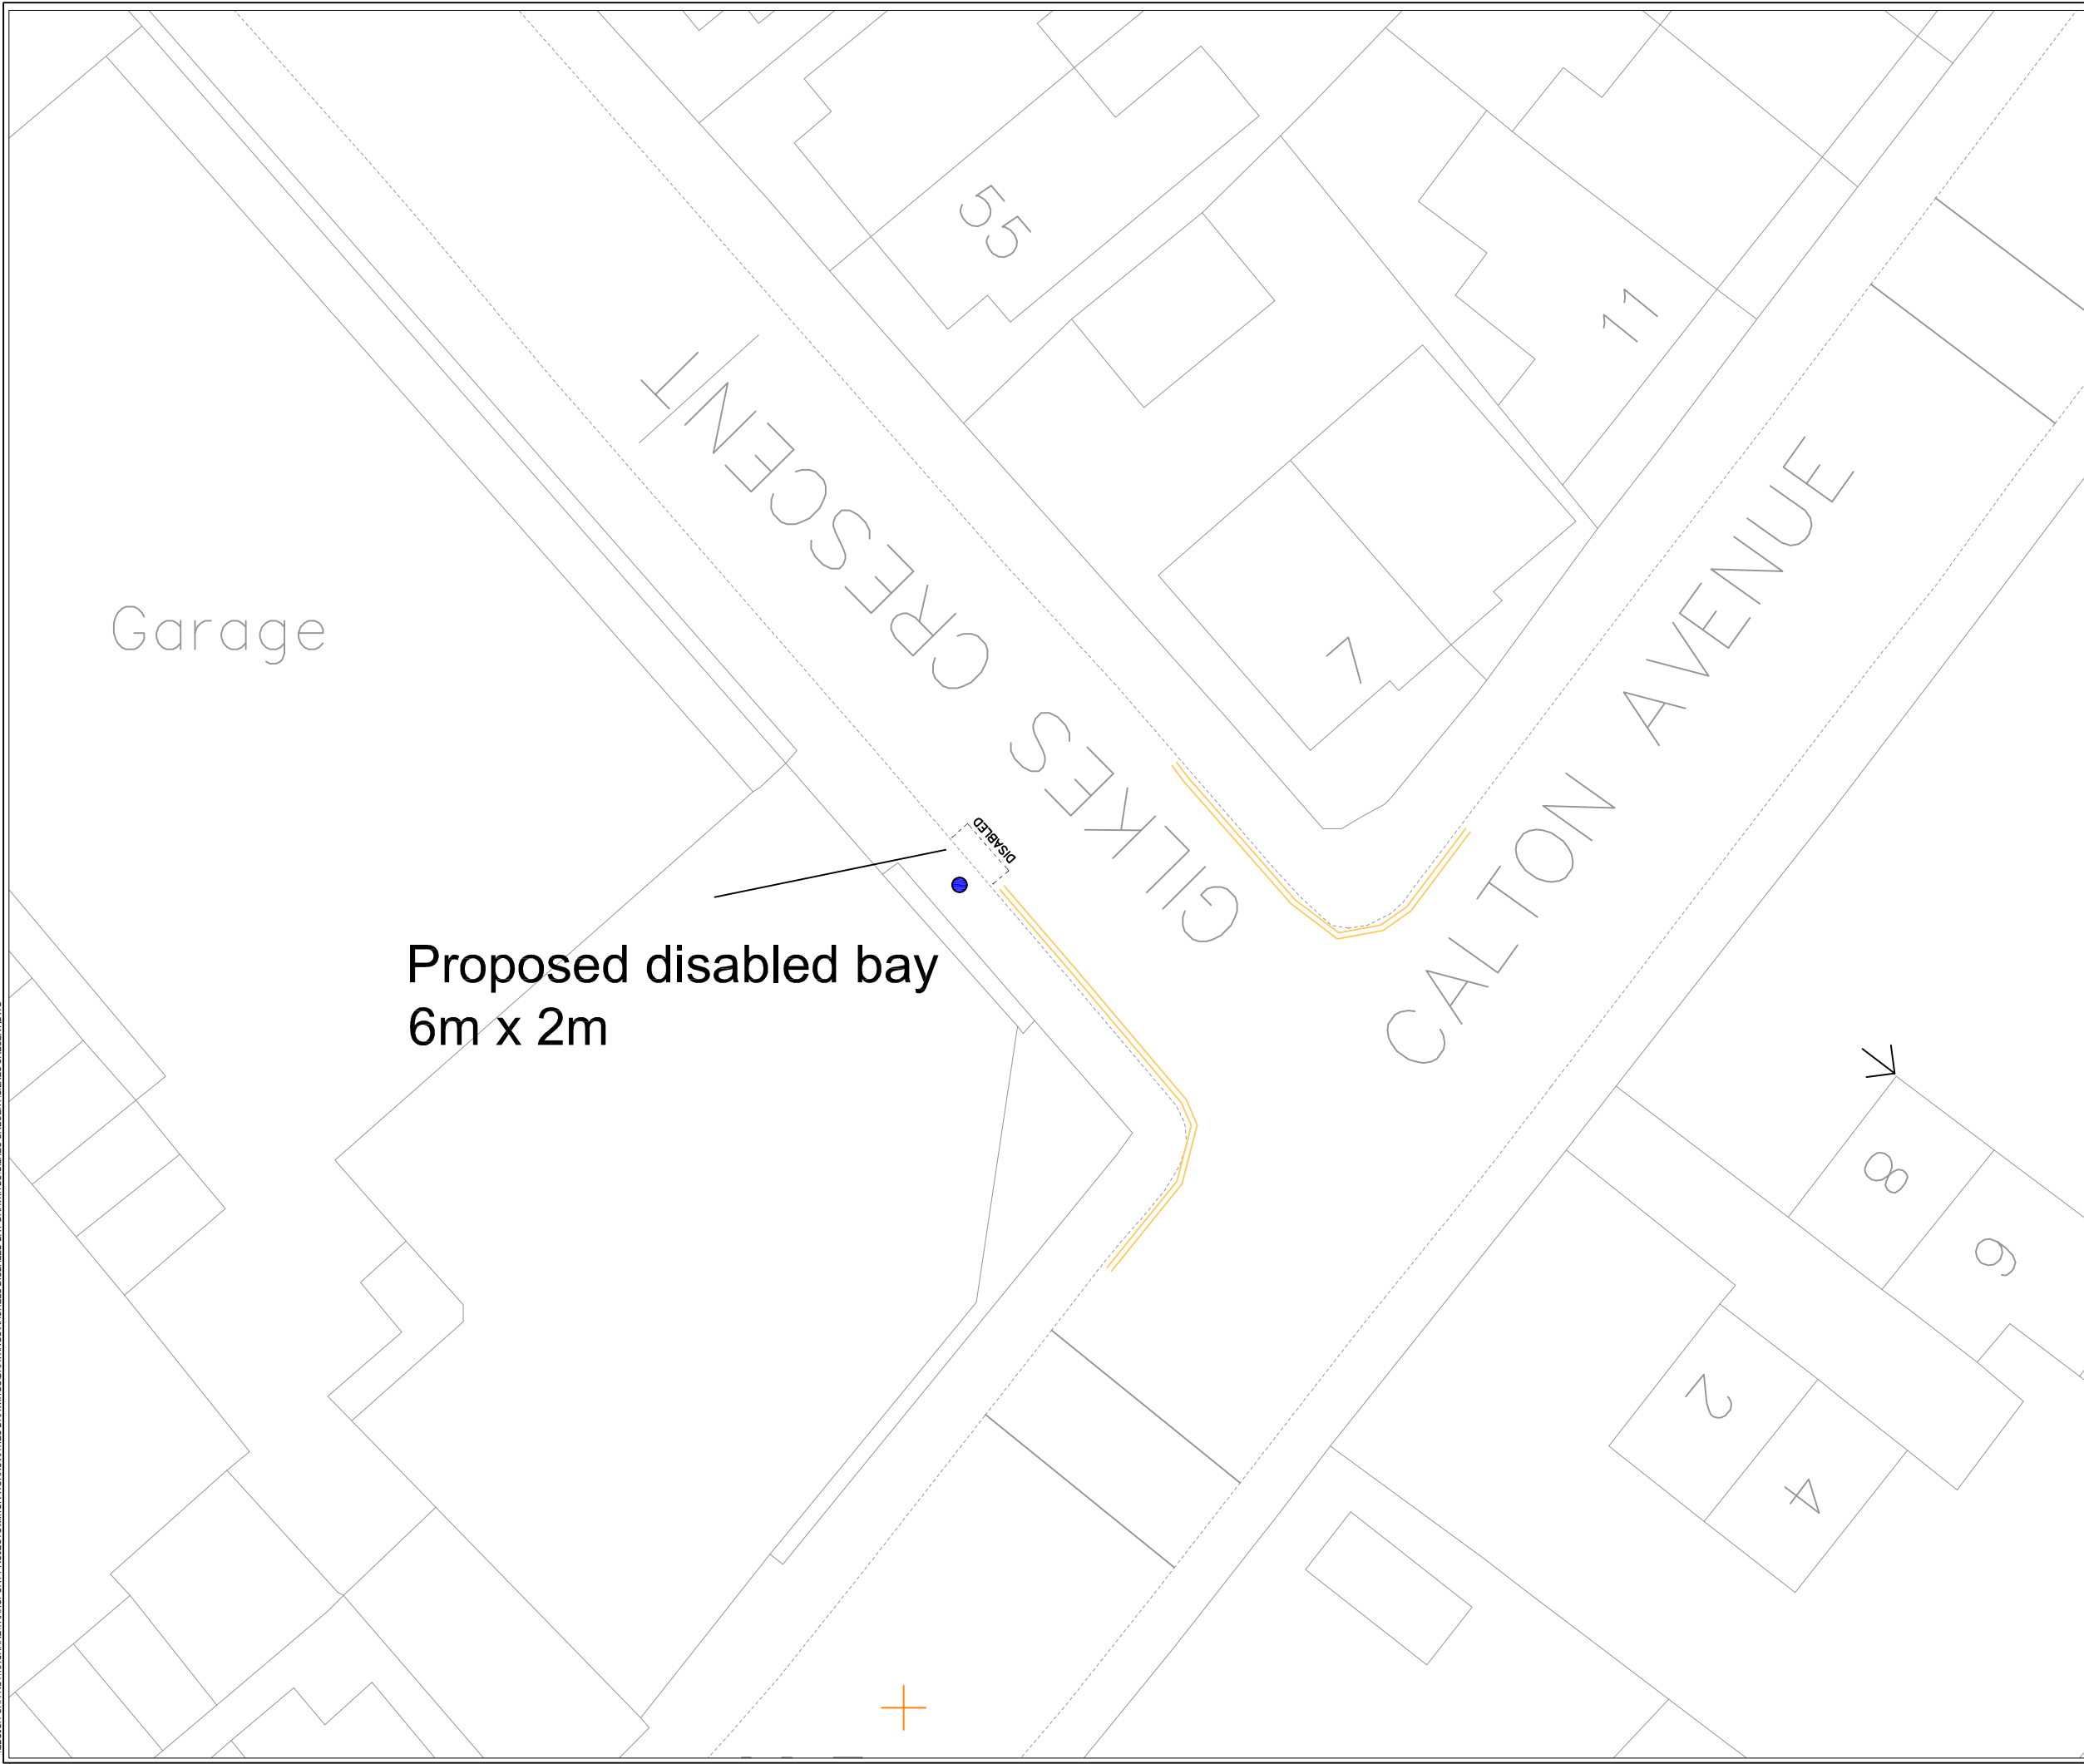 55
11
GILKES CRESCENT
CALTON AVENUE
Garage
7
DISABLED
Proposed disabled bay
6m x 2m
8
6
2
4